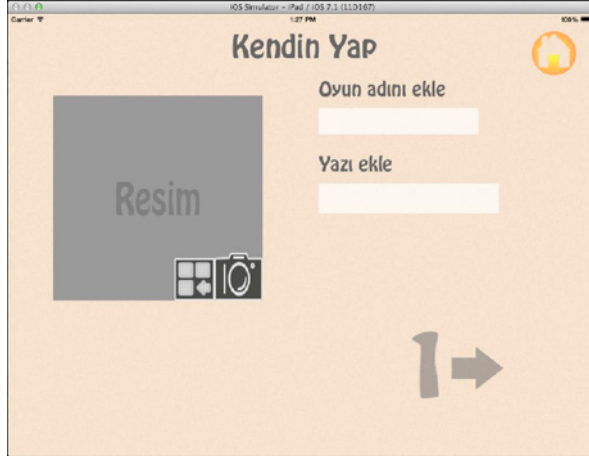 iOS Simulator – iPad / iOS 7.1 (11D167)
Carrier 1:27 PM 100%
Kendin Yap
Oyun adını ekle
Yazı ekle
Resim